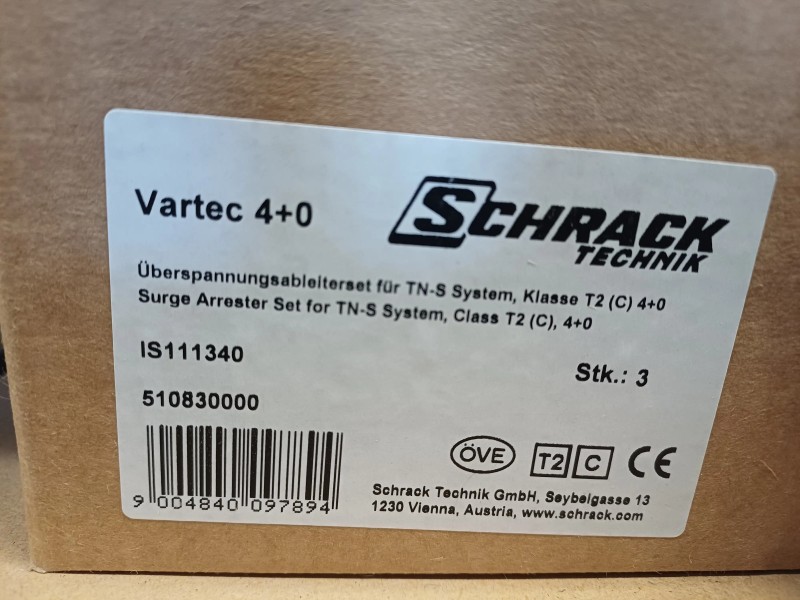 Vartec 4+0
SCHRACK
TECHNIK
Überspannungsableiterset für TN-S System, Klasse T2 (C) 4+0
Surge Arrester Set for TN-S System, Class T2 (C), 4+0
IS111340
Stk.: 3
510830000
ÖVE T2 C CE
9 004840 097894
Schrack Technik GmbH, Seybelgasse 13
1230 Vienna, Austria, www.schrack.com